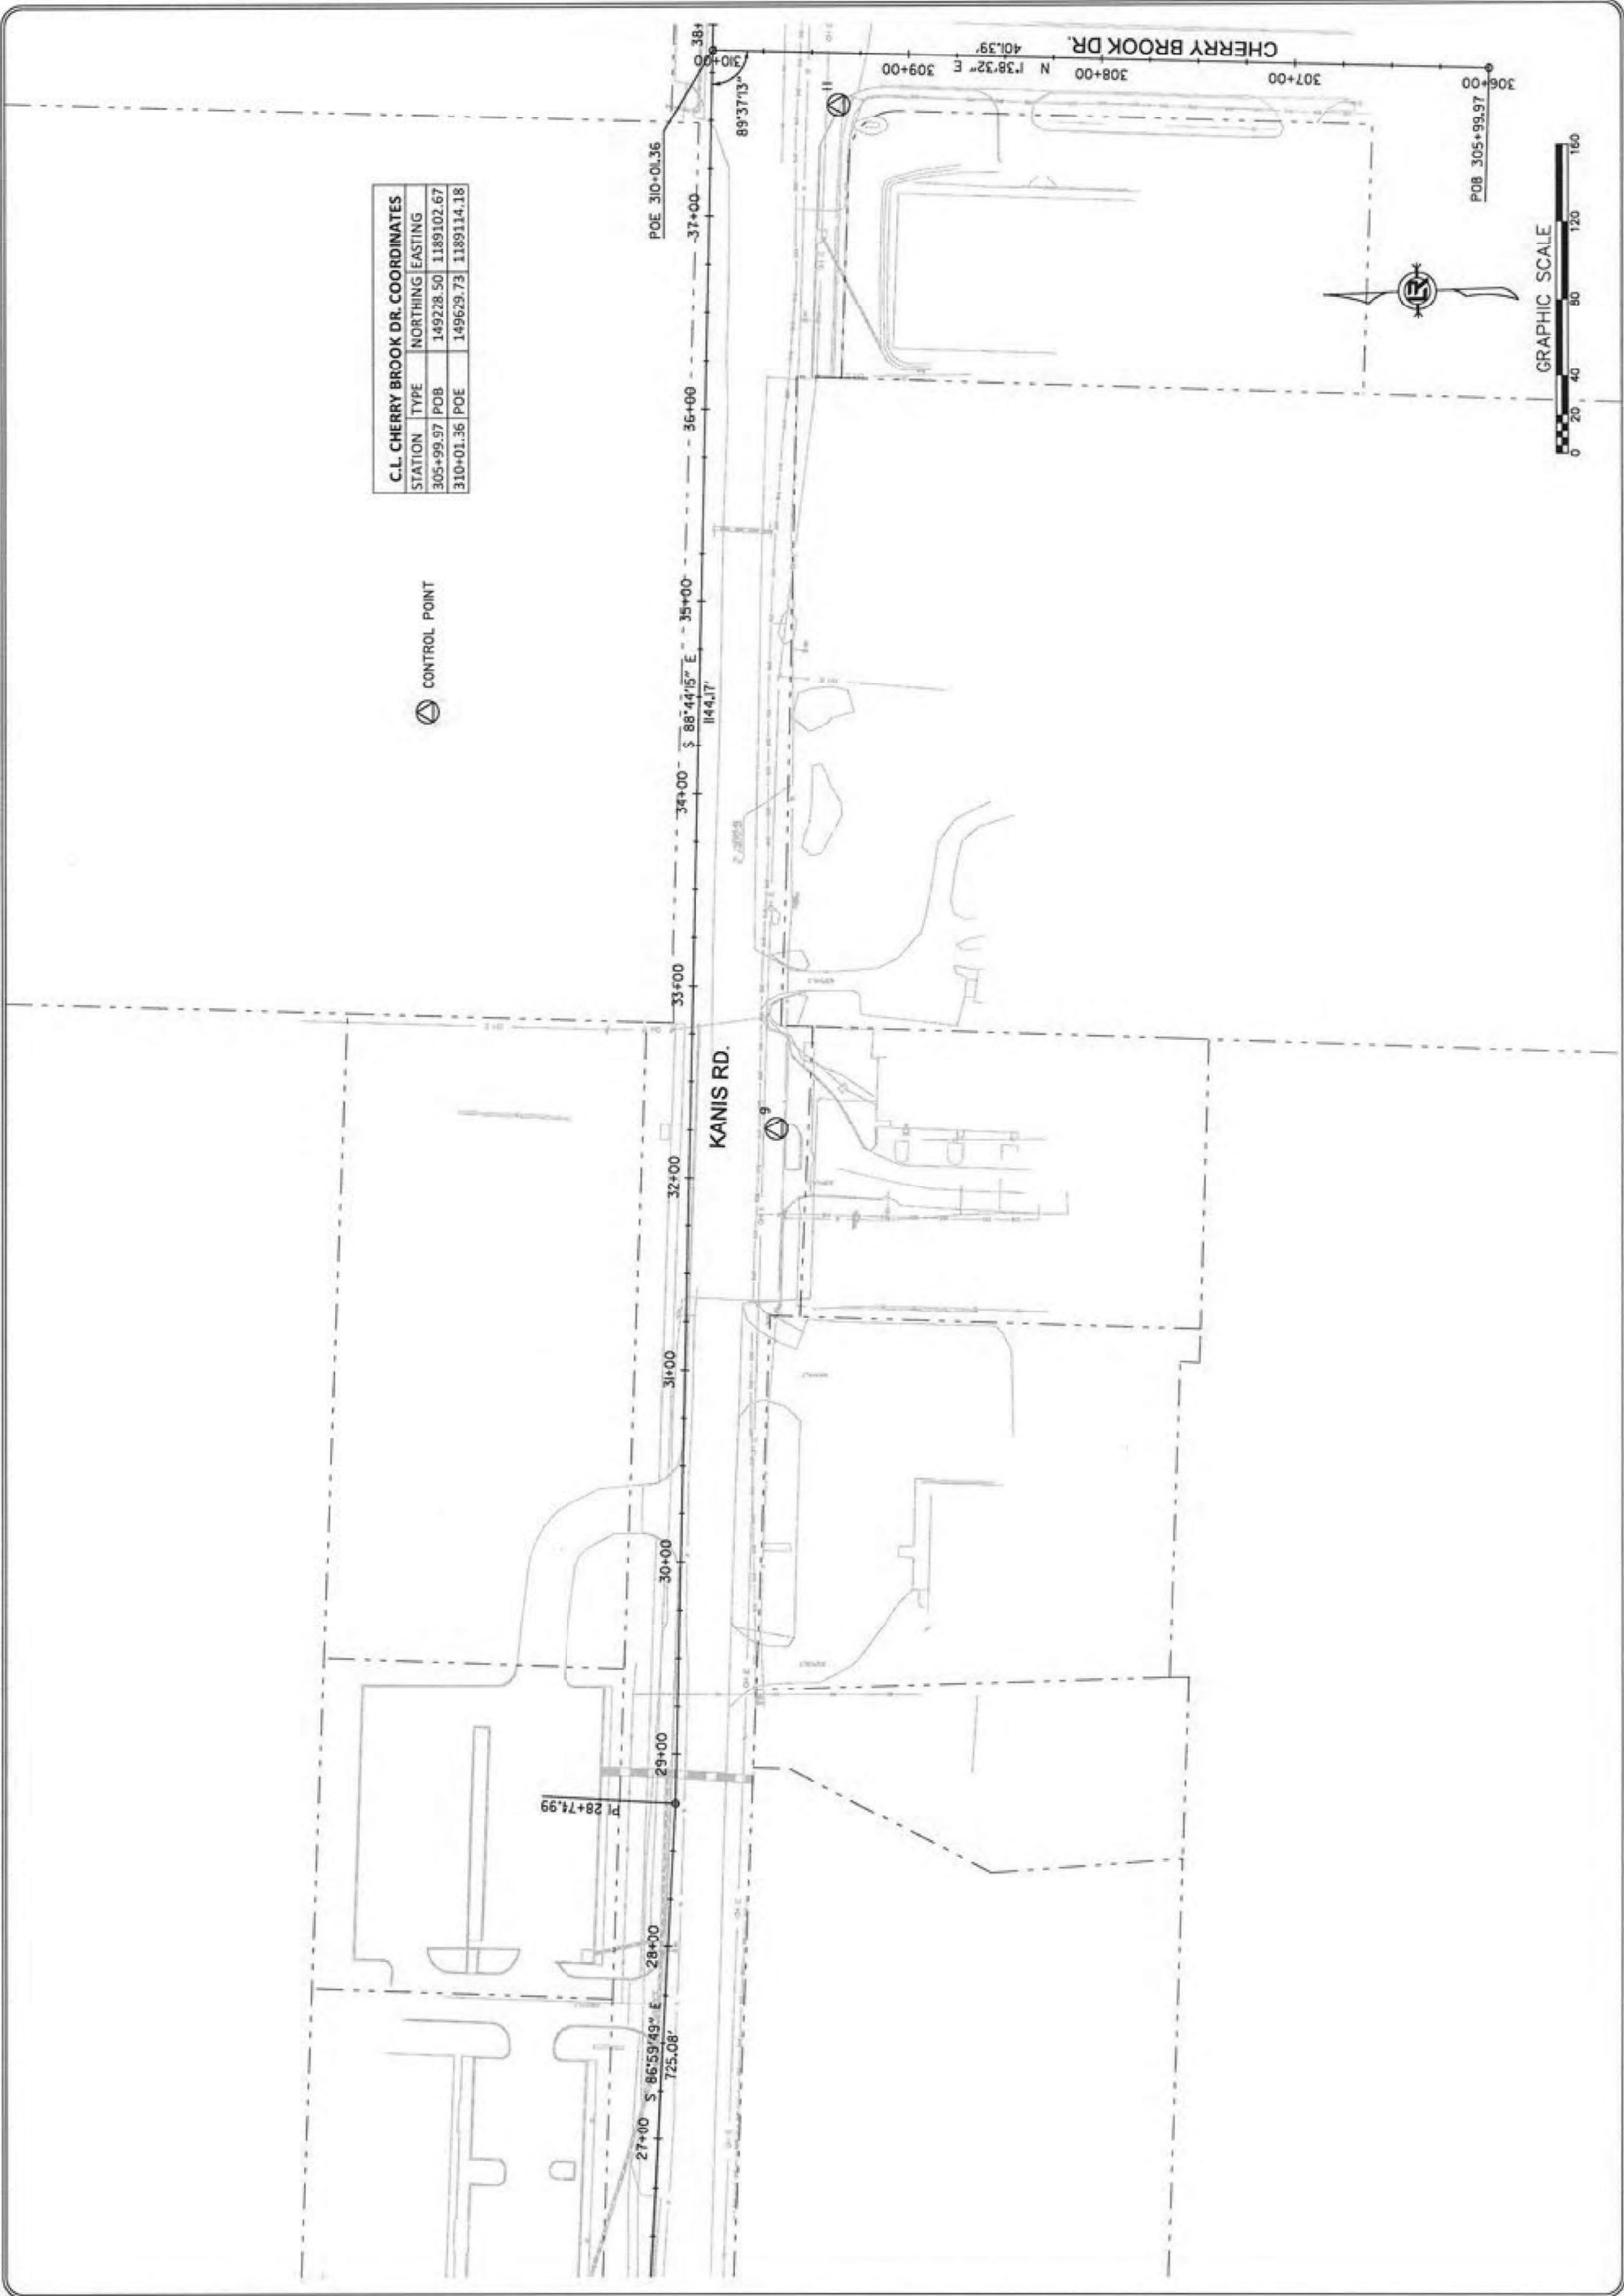 C.L. CHERRY BROOK DR. COORDINATES
STATION TYPE NORTHING EASTING
305+99.97 POB 149228.50 1189102.67
310+01.36 POE 149629.73 1189114.18
CONTROL POINT
POE 310+01.36
27+00
S 86°59'49" E
725.08'
28+00
PI 28+74.99
29+00
30+00
31+00
32+00
KANIS RD.
9
33+00
34+00
S 88°44'15" E
1144.17'
35+00
36+00
37+00
38+
89°37'13"
11
310+00
309+00
N 1°38'32" E
401.39'
308+00
CHERRY BROOK DR.
307+00
306+00
POB 305+99.97
LR
GRAPHIC SCALE
0 20 40 80 120 160